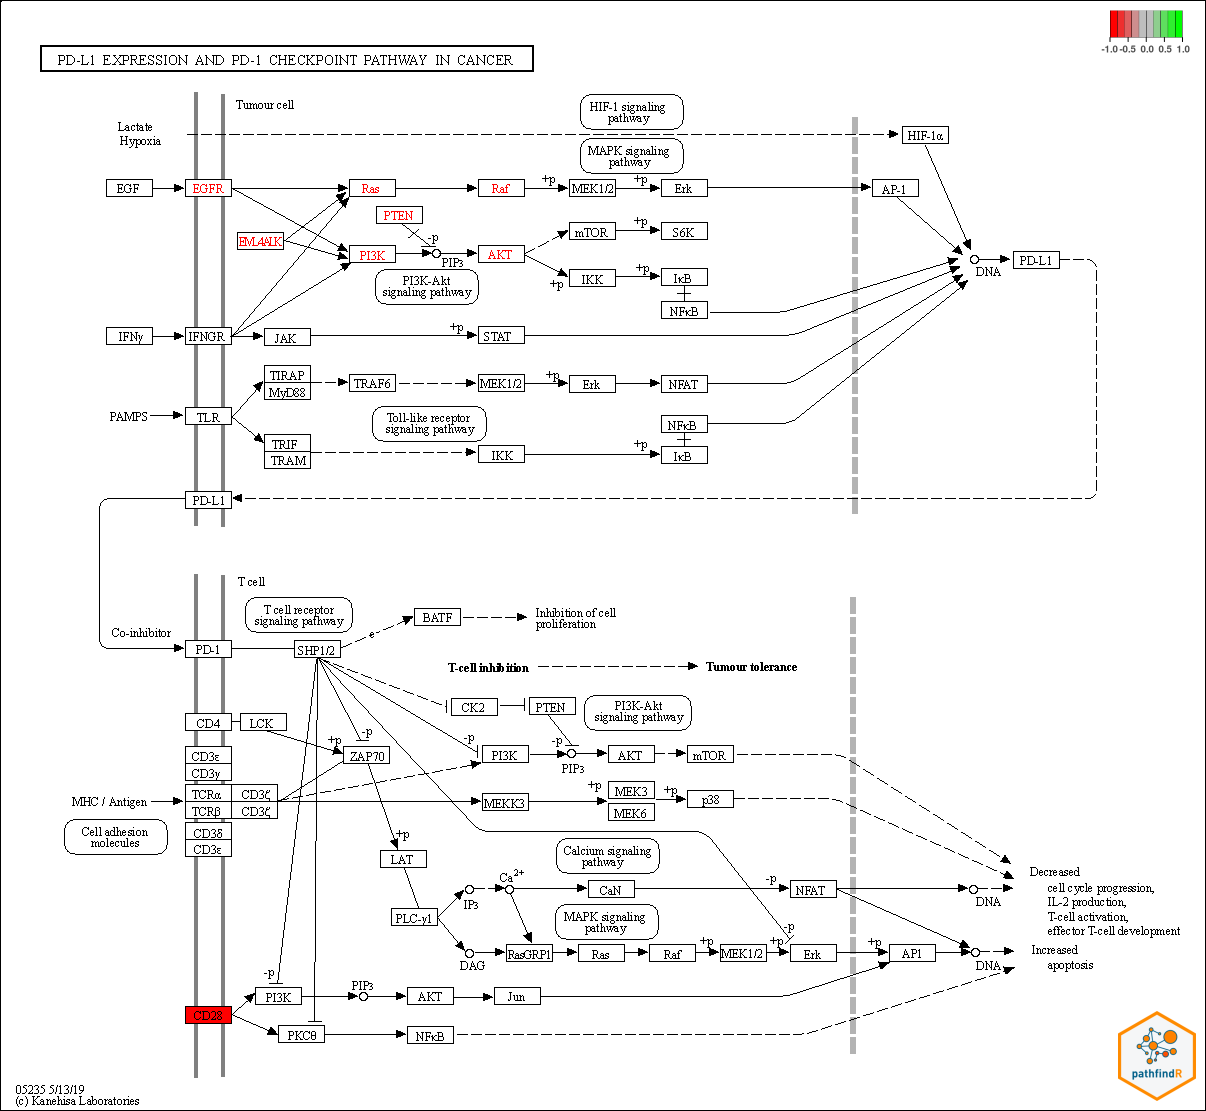 -1.0 -0.5 0.0 0.5 1.0
PD-L1 EXPRESSION AND PD-1 CHECKPOINT PATHWAY IN CANCER
Tumour cell
HIF-1 signaling
pathway
Lactate
Hypoxia
HIF-1α
MAPK signaling
pathway
EGF EGFR Ras Raf +p MEK1/2 +p Erk AP-1
PTEN
EML4ALK
-p
mTOR +p S6K
PI3K PIP3 AKT
DNA PD-L1
PI3K-Akt
signaling pathway
+p IKK +p IκB
NFκB
IFNγ IFNGR JAK +p STAT
TIRAP
MyD88
TRAF6 MEK1/2 +p Erk NFAT
PAMPS TLR
Toll-like receptor
signaling pathway
NFκB
TRIF
TRAM
IKK +p IκB
PD-L1
T cell
T cell receptor
signaling pathway
BATF
Inhibition of cell
proliferation
Co-inhibitor
e
PD-1 SHP1/2
T-cell inhibition Tumour tolerance
CK2 PTEN
PI3K-Akt
signaling pathway
CD4 LCK
+p -p ZAP70
-p PI3K -p PIP3 AKT mTOR
CD3ε
CD3γ
MHC / Antigen
TCRα CD3ζ
TCRβ CD3ζ
MEKK3 +p MEK3
MEK6
+p p38
Cell adhesion
molecules
CD3δ
CD3ε
+p
LAT
Calcium signaling
pathway
Ca2+
IP3 CaN -p NFAT DNA
Decreased
cell cycle progression,
IL-2 production,
T-cell activation,
effector T-cell development
PLC-γ1
MAPK signaling
pathway
DAG RasGRP1 Ras Raf +p MEK1/2 +p -p Erk +p AP1 DNA
Increased
apoptosis
-p
PI3K PIP3 AKT Jun
CD28
PKCθ NFκB
pathfindR
05235 5/13/19
(c) Kanehisa Laboratories